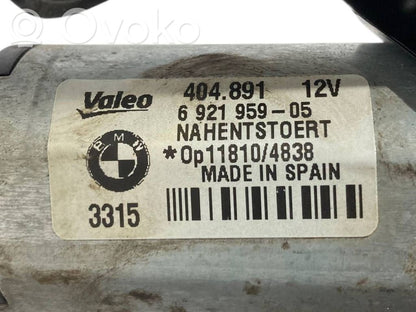 OVOKO
Valeo 404.891 12V
6 921 959-05
BMW NAHENTSTOERT
*Op11810/4838
MADE IN SPAIN
3315